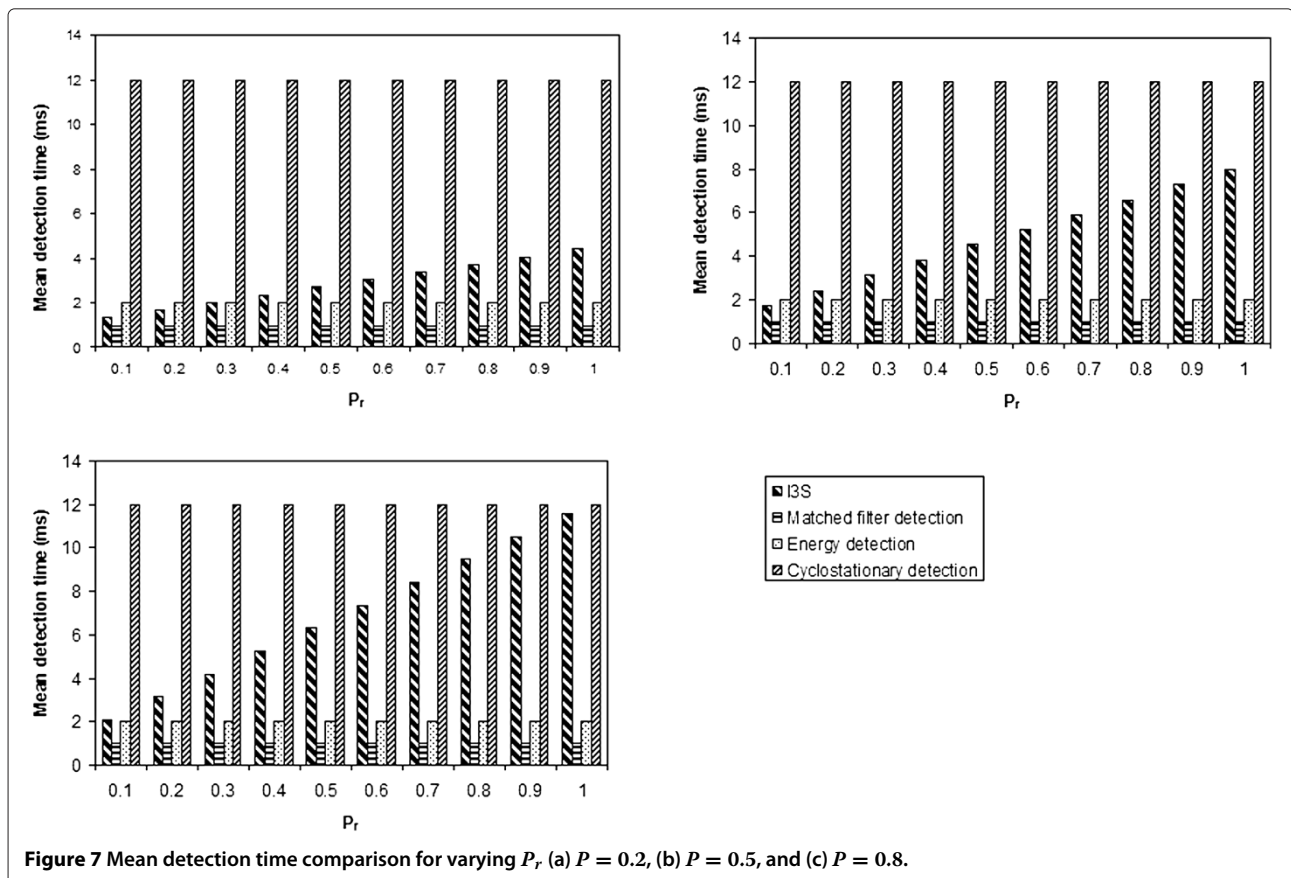 14
12
10
8
6
4
2
0
Mean detection time (ms)
0.1 0.2 0.3 0.4 0.5 0.6 0.7 0.8 0.9 1
Pr
14
12
10
8
6
4
2
0
Mean detection time (ms)
0.1 0.2 0.3 0.4 0.5 0.6 0.7 0.8 0.9 1
Pr
14
12
10
8
6
4
2
0
Mean detection time (ms)
0.1 0.2 0.3 0.4 0.5 0.6 0.7 0.8 0.9 1
Pr
I3S
Matched filter detection
Energy detection
Cyclostationary detection
Figure 7 Mean detection time comparison for varying Pr (a) P = 0.2, (b) P = 0.5, and (c) P = 0.8.